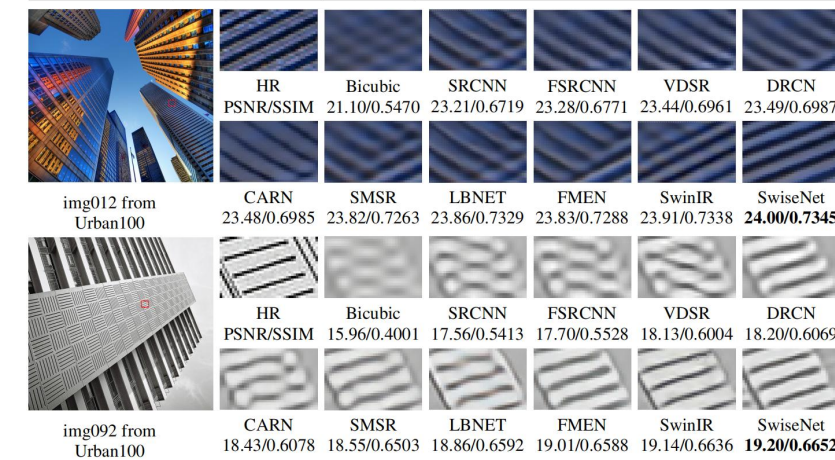 HR Bicubic SRCNN FSRCNN VDSR DRCN
PSNR/SSIM 21.10/0.5470 23.21/0.6719 23.28/0.6771 23.44/0.6961 23.49/0.6987
img012 from
Urban100
CARN SMSR LBNET FMEN SwinIR SwiseNet
23.48/0.6985 23.82/0.7263 23.86/0.7329 23.83/0.7288 23.91/0.7338 24.00/0.7345
HR Bicubic SRCNN FSRCNN VDSR DRCN
PSNR/SSIM 15.96/0.4001 17.56/0.5413 17.70/0.5528 18.13/0.6004 18.20/0.6069
img092 from
Urban100
CARN SMSR LBNET FMEN SwinIR SwiseNet
18.43/0.6078 18.55/0.6503 18.86/0.6592 19.01/0.6588 19.14/0.6636 19.20/0.6652